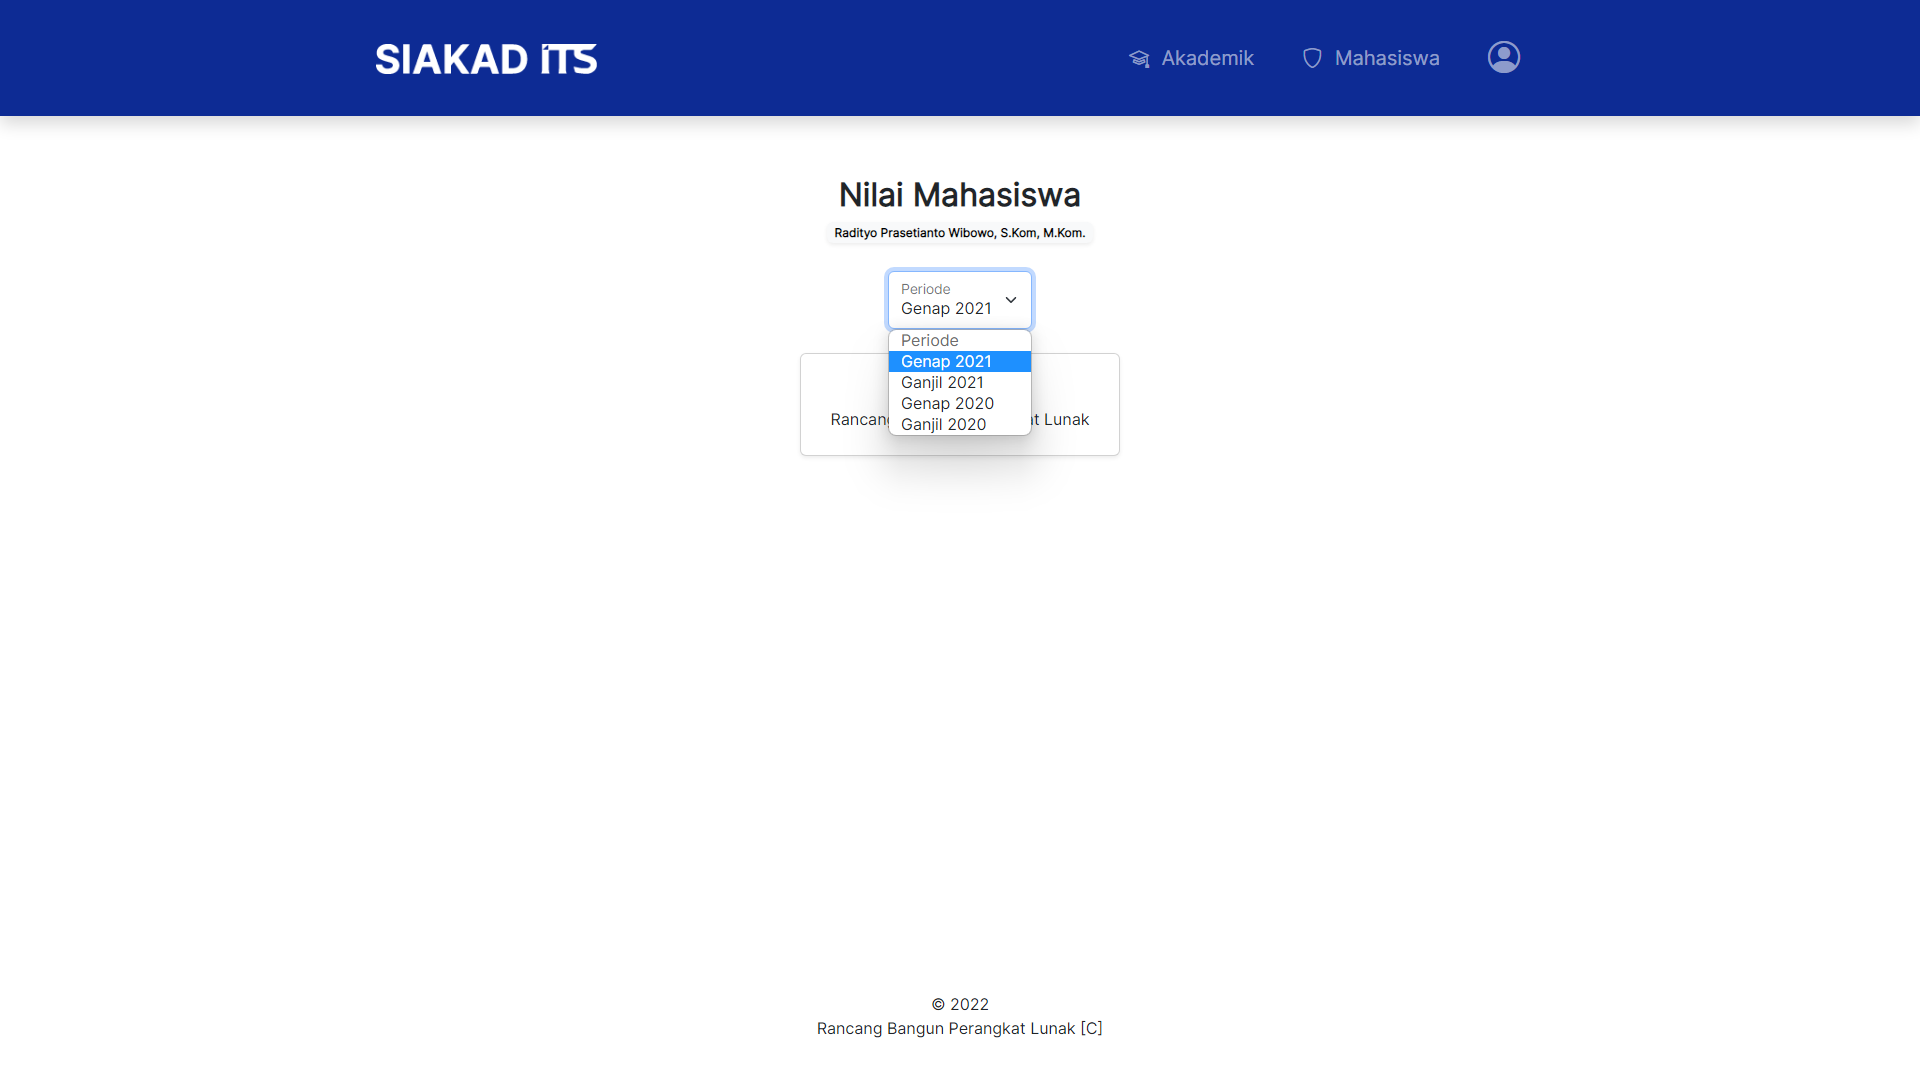 SIAKAD ITS
Akademik
Mahasiswa
Nilai Mahasiswa
Radityo Prasetianto Wibowo, S.Kom, M.Kom.
Periode
Genap 2021
Periode
Genap 2021
Ganjil 2021
Genap 2020
Ganjil 2020
Lunak
© 2022
Rancang Bangun Perangkat Lunak [C]